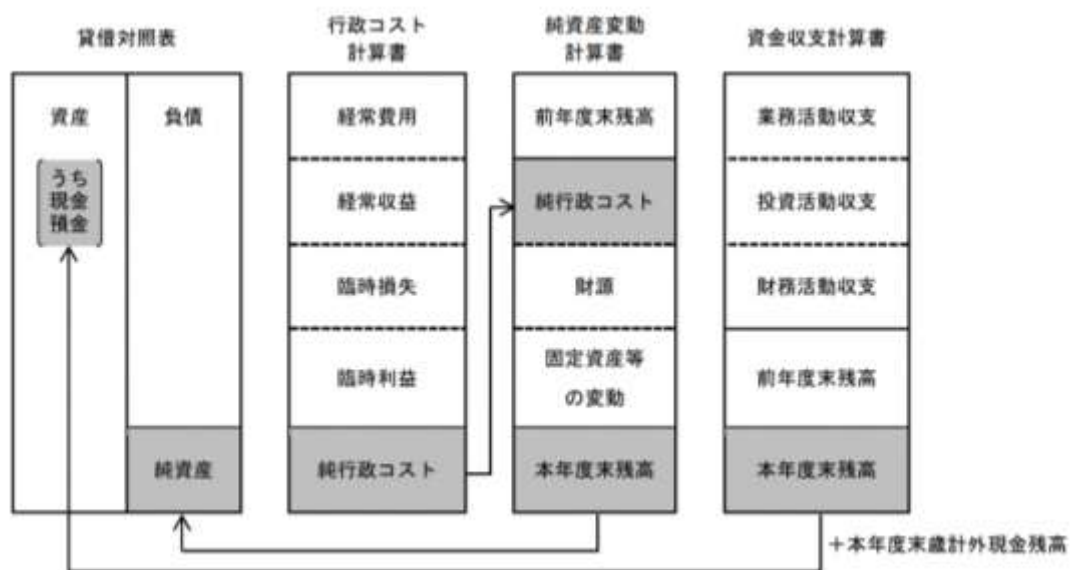 貸借対照表
資産
うち
現金
預金
負債
純資産
行政コスト
計算書
経常費用
経常収益
臨時損失
臨時利益
純行政コスト
純資産変動
計算書
前年度末残高
純行政コスト
財源
固定資産等
の変動
本年度末残高
資金収支計算書
業務活動収支
投資活動収支
財務活動収支
前年度末残高
本年度末残高
＋本年度末歳計外現金残高